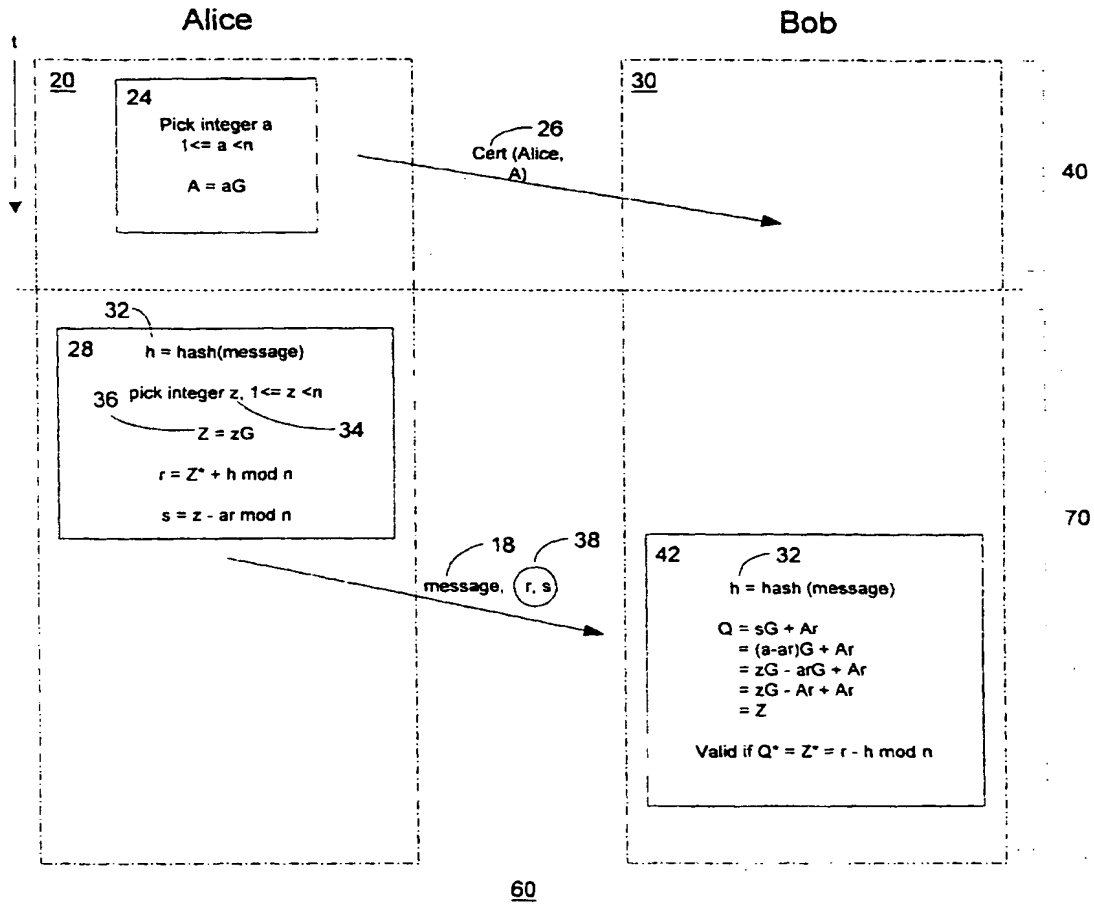 Alice
Bob
t
20
24
Pick integer a
1<= a <n
A = aG
26
Cert (Alice,
A)
30
40
32
28
h = hash(message)
pick integer z, 1<= z <n
36
34
Z = zG
r = Z* + h mod n
s = z - ar mod n
70
18
38
message, r, s
42
32
h = hash (message)
Q = sG + Ar
= (a-ar)G + Ar
= zG - arG + Ar
= zG - Ar + Ar
= Z
Valid if Q* = Z* = r - h mod n
60